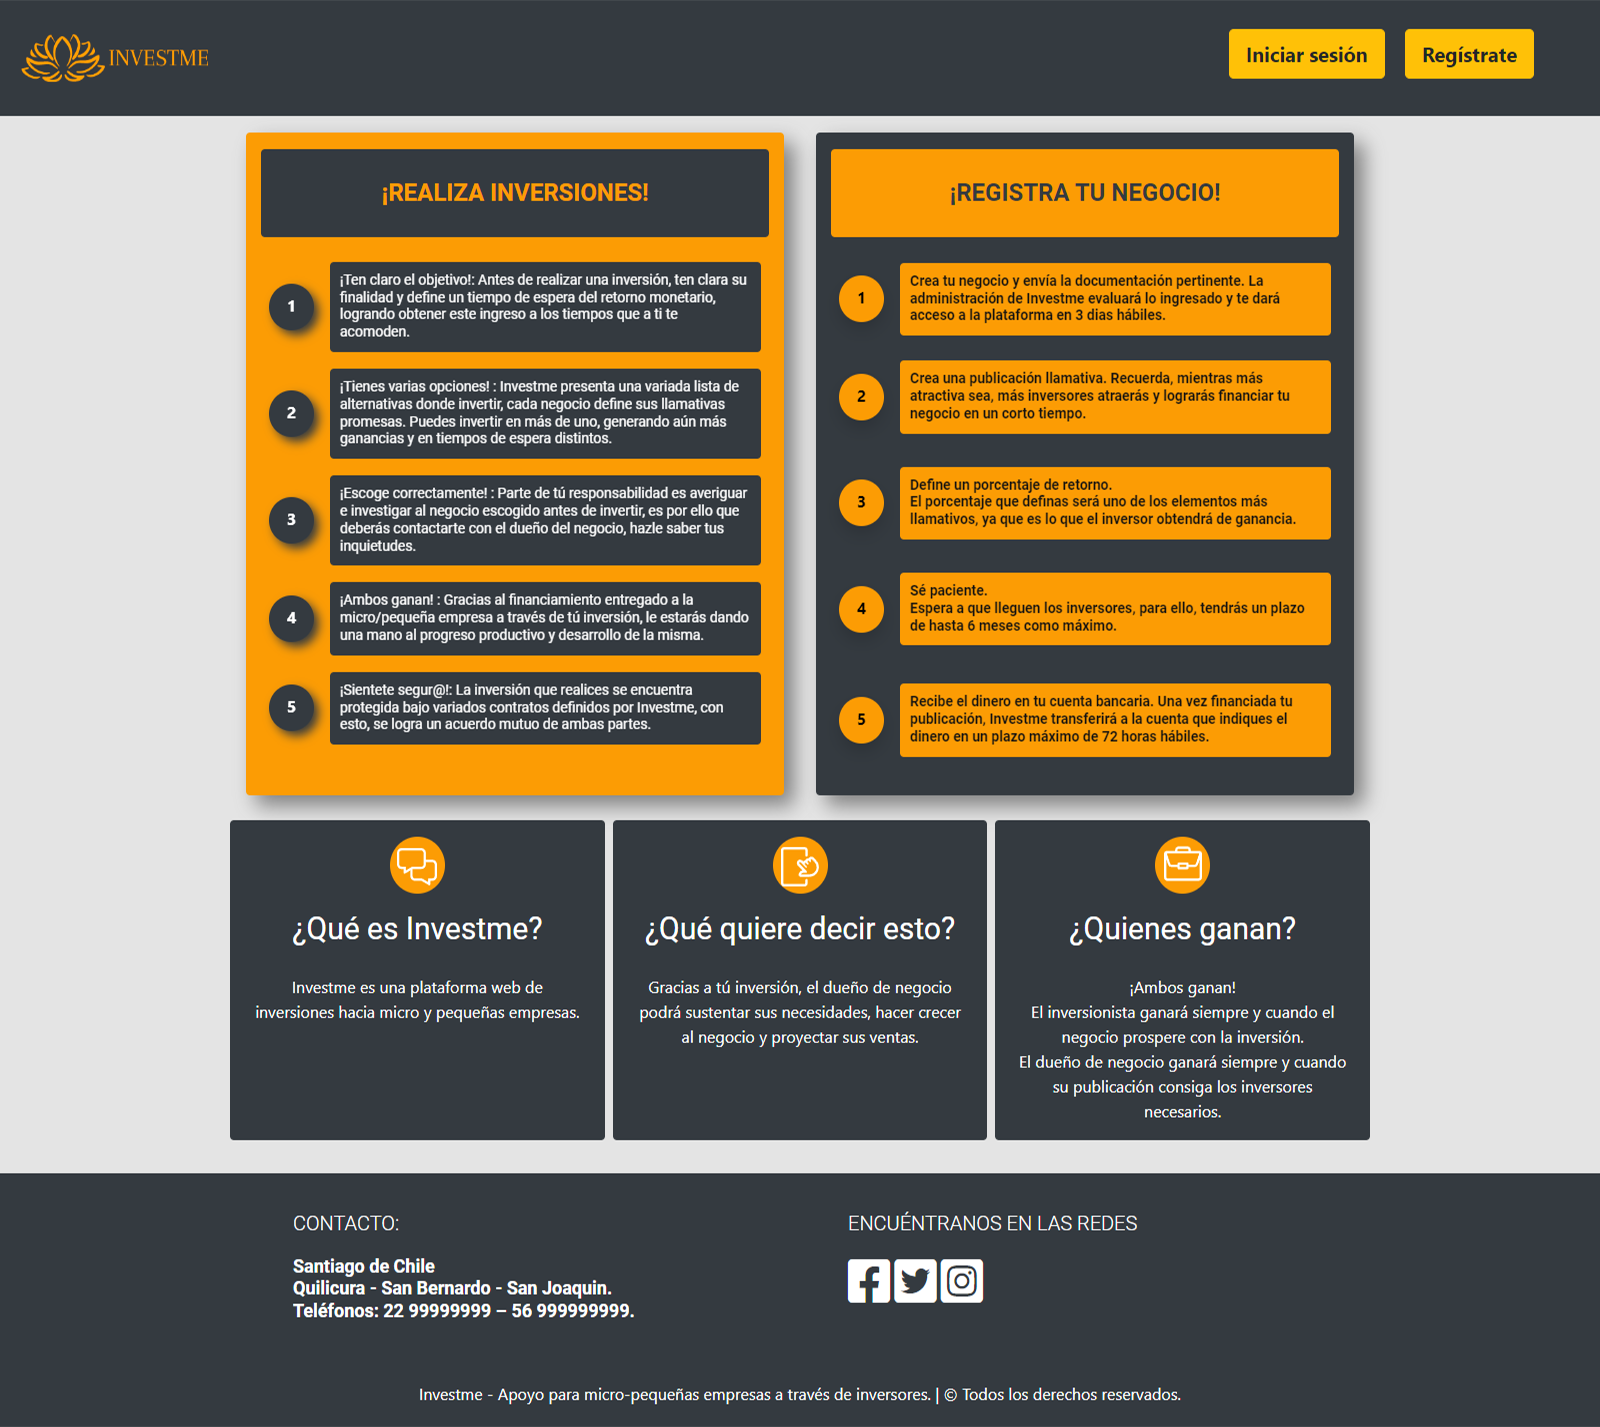 INVESTME
Iniciar sesión
Regístrate
¡REALIZA INVERSIONES!
1
¡Ten claro el objetivo!: Antes de realizar una inversión, ten clara su
finalidad y define un tiempo de espera del retorno monetario,
logrando obtener este ingreso a los tiempos que a ti te
acomoden.
2
¡Tienes varias opciones! : Investme presenta una variada lista de
alternativas donde invertir, cada negocio define sus llamativas
promesas. Puedes invertir en más de uno, generando aún más
ganancias y en tiempos de espera distintos.
3
¡Escoge correctamente! : Parte de tú responsabilidad es averiguar
e investigar al negocio escogido antes de invertir, es por ello que
deberás contactarte con el dueño del negocio, hazle saber tus
inquietudes.
4
¡Ambos ganan! : Gracias al financiamiento entregado a la
micro/pequeña empresa a través de tú inversión, le estarás dando
una mano al progreso productivo y desarrollo de la misma.
5
¡Sientete segur@!: La inversión que realices se encuentra
protegida bajo variados contratos definidos por Investme, con
esto, se logra un acuerdo mutuo de ambas partes.
¡REGISTRA TU NEGOCIO!
1
Crea tu negocio y envía la documentación pertinente. La
administración de Investme evaluará lo ingresado y te dará
acceso a la plataforma en 3 dias hábiles.
2
Crea una publicación llamativa. Recuerda, mientras más
atractiva sea, más inversores atraerás y lograrás financiar tu
negocio en un corto tiempo.
3
Define un porcentaje de retorno.
El porcentaje que definas será uno de los elementos más
llamativos, ya que es lo que el inversor obtendrá de ganancia.
4
Sé paciente.
Espera a que lleguen los inversores, para ello, tendrás un plazo
de hasta 6 meses como máximo.
5
Recibe el dinero en tu cuenta bancaria. Una vez financiada tu
publicación, Investme transferirá a la cuenta que indiques el
dinero en un plazo máximo de 72 horas hábiles.
¿Qué es Investme?
Investme es una plataforma web de
inversiones hacia micro y pequeñas empresas.
¿Qué quiere decir esto?
Gracias a tú inversión, el dueño de negocio
podrá sustentar sus necesidades, hacer crecer
al negocio y proyectar sus ventas.
¿Quienes ganan?
¡Ambos ganan!
El inversionista ganará siempre y cuando el
negocio prospere con la inversión.
El dueño de negocio ganará siempre y cuando
su publicación consiga los inversores
necesarios.
CONTACTO:
Santiago de Chile
Quilicura - San Bernardo - San Joaquin.
Teléfonos: 22 99999999 – 56 999999999.
ENCUÉNTRANOS EN LAS REDES
Investme - Apoyo para micro-pequeñas empresas a través de inversores. | © Todos los derechos reservados.